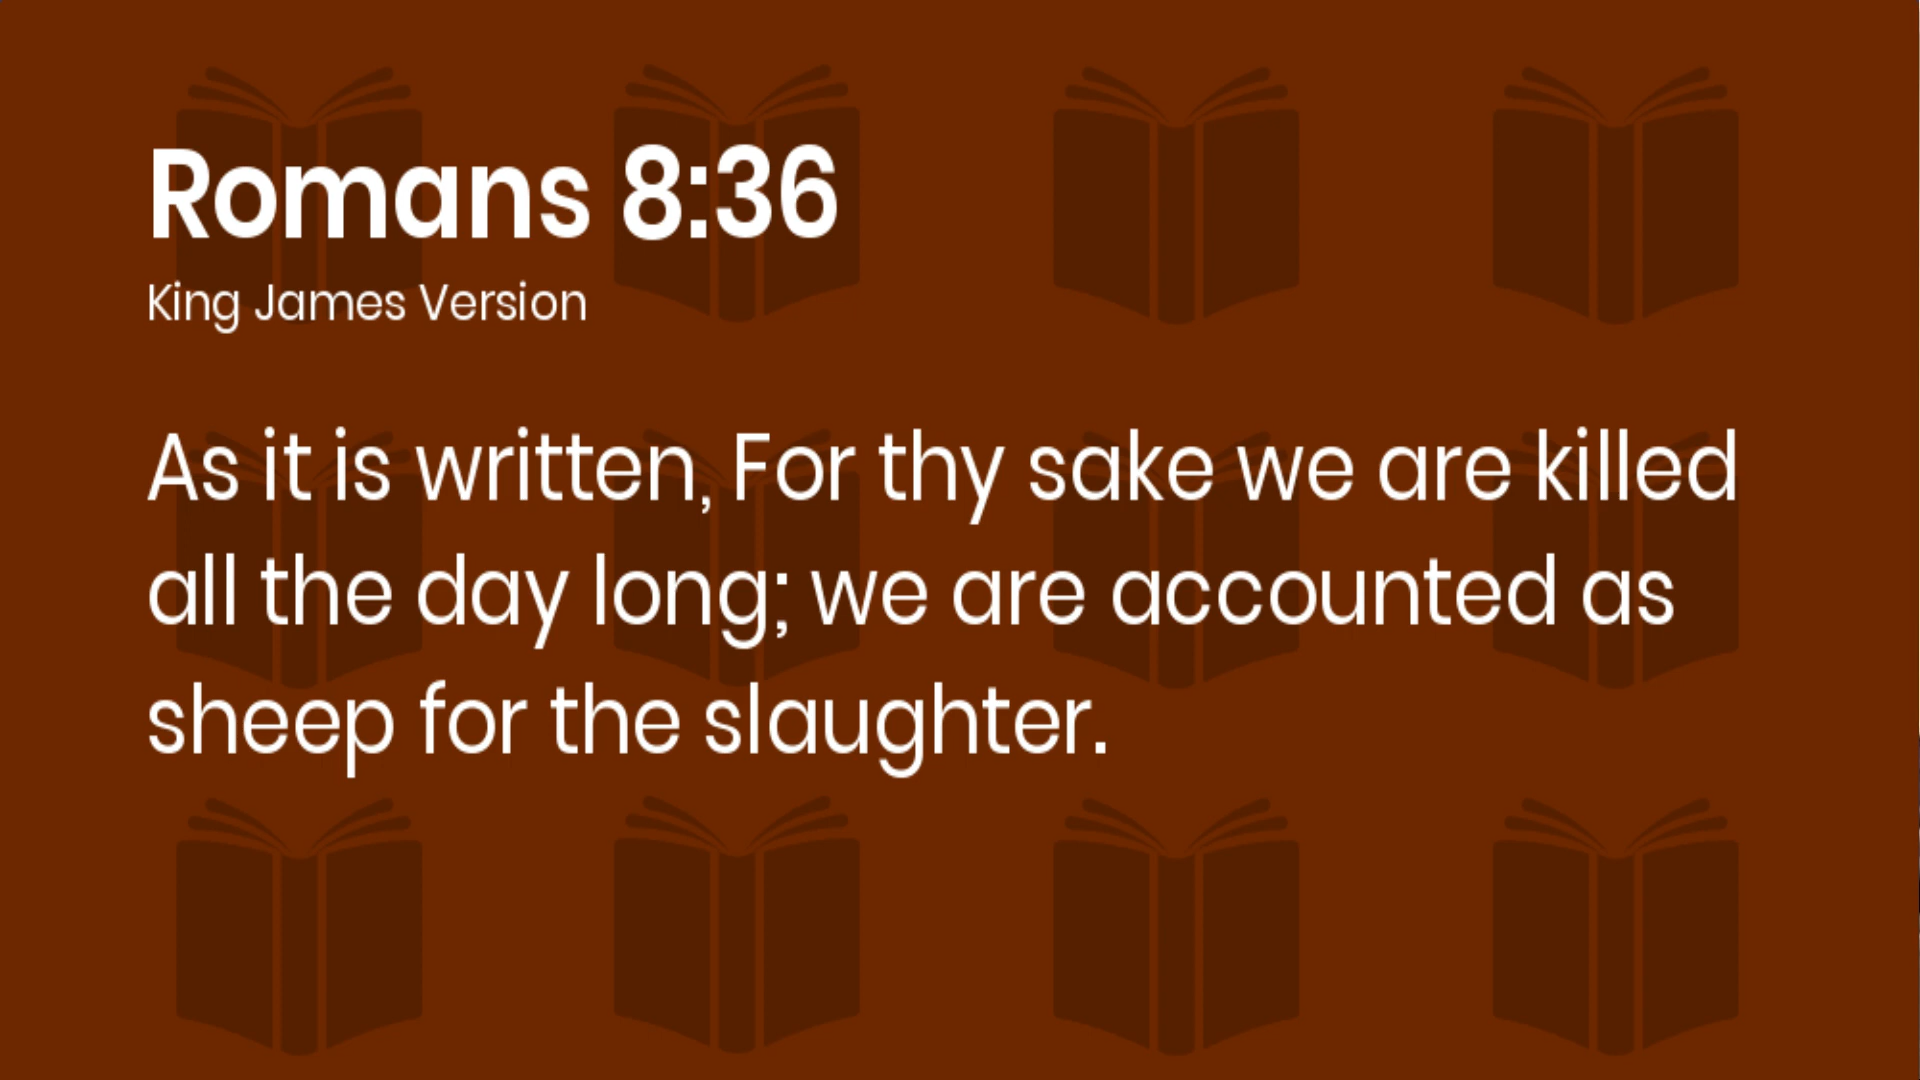 Romans 8:36
King James Version
As it is written, For thy sake we are killed
all the day long; we are accounted as
sheep for the slaughter.